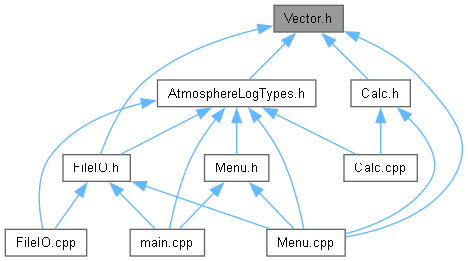 Vector.h
AtmosphereLogTypes.h
Calc.h
FileIO.h
Menu.h
Calc.cpp
FileIO.cpp
main.cpp
Menu.cpp